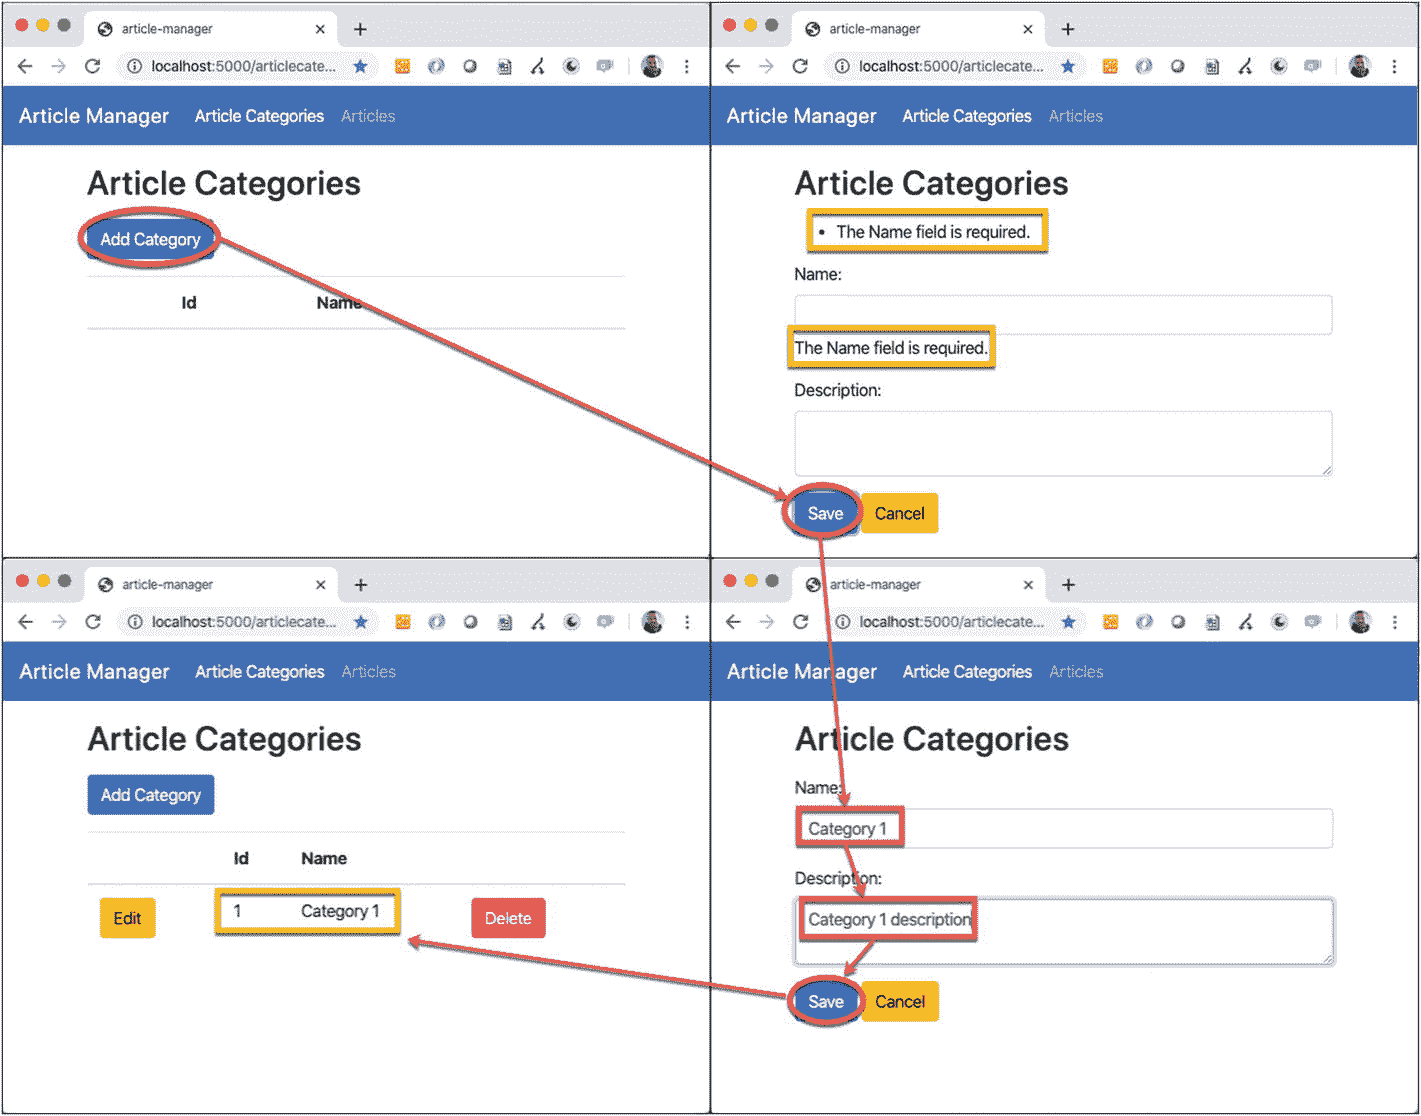 article-manager
localhost:5000/articlecate...
Article Manager Article Categories Articles
Article Categories
Add Category
Id Name
article-manager
localhost:5000/articlecate...
Article Manager Article Categories Articles
Article Categories
• The Name field is required.
Name:
The Name field is required.
Description:
Save Cancel
article-manager
localhost:5000/articlecate...
Article Manager Article Categories Articles
Article Categories
Add Category
Id Name
Edit 1 Category 1 Delete
article-manager
localhost:5000/articlecate...
Article Manager Article Categories Articles
Article Categories
Name:
Category 1
Description:
Category 1 description
Save Cancel